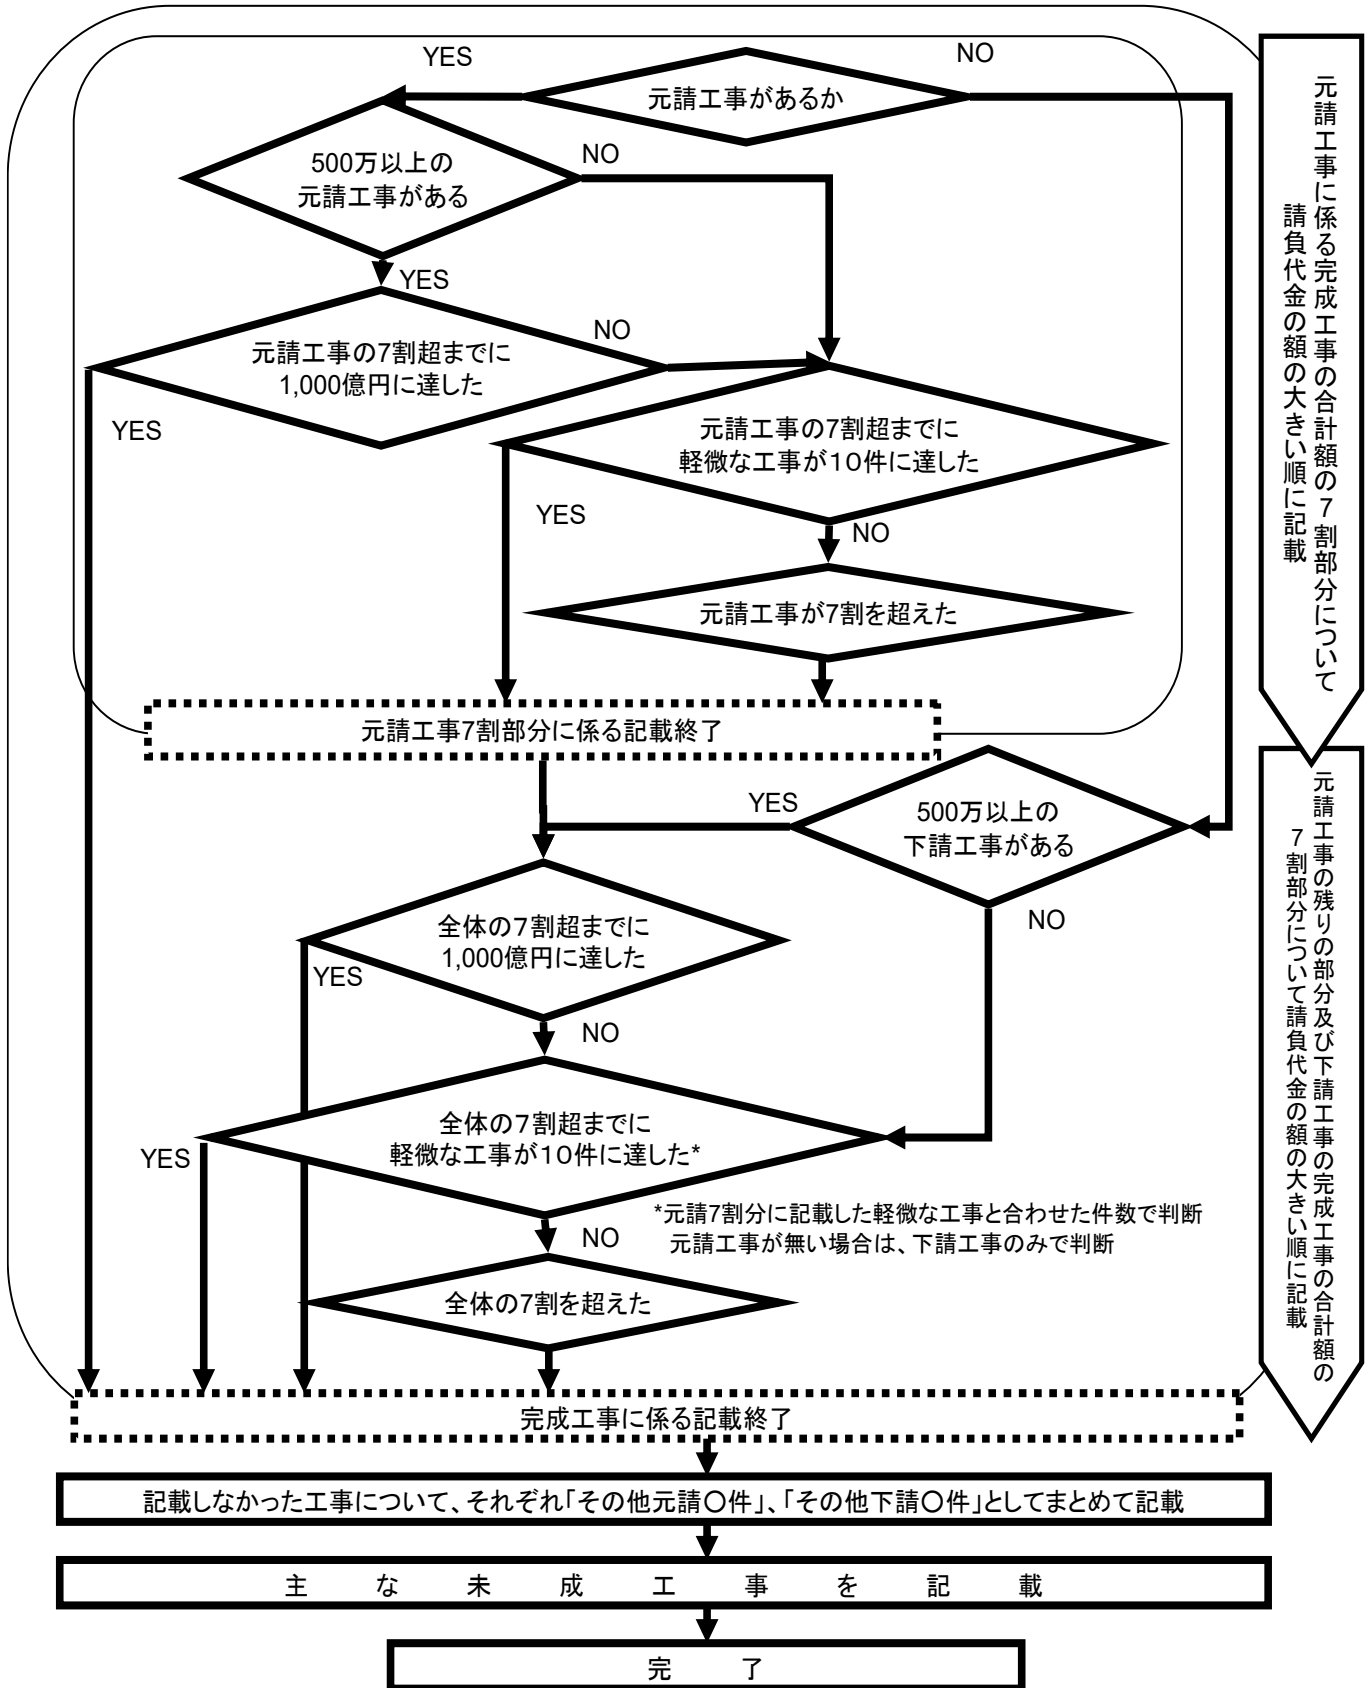 YES
NO
元請工事があるか
500万以上の
元請工事がある
NO
YES
元請工事の7割超までに
1,000億円に達した
NO
YES
元請工事の7割超までに
軽微な工事が10件に達した
YES
NO
元請工事が7割を超えた
元請工事7割部分に係る記載終了
元請工事に係る完成工事の合計額の7割部分について
請負代金の額の大きい順に記載
500万以上の
下請工事がある
YES
NO
全体の7割超までに
1,000億円に達した
YES
NO
全体の7割超までに
軽微な工事が10件に達した*
YES
NO
*元請7割分に記載した軽微な工事と合わせた件数で判断
元請工事が無い場合は、下請工事のみで判断
全体の7割を超えた
元請工事の残りの部分及び下請工事の完成工事の合計額の
7割部分について請負代金の額の大きい順に記載
完成工事に係る記載終了
記載しなかった工事について、それぞれ「その他元請〇件」、「その他下請〇件」としてまとめて記載
主な未成工事を記載
完了